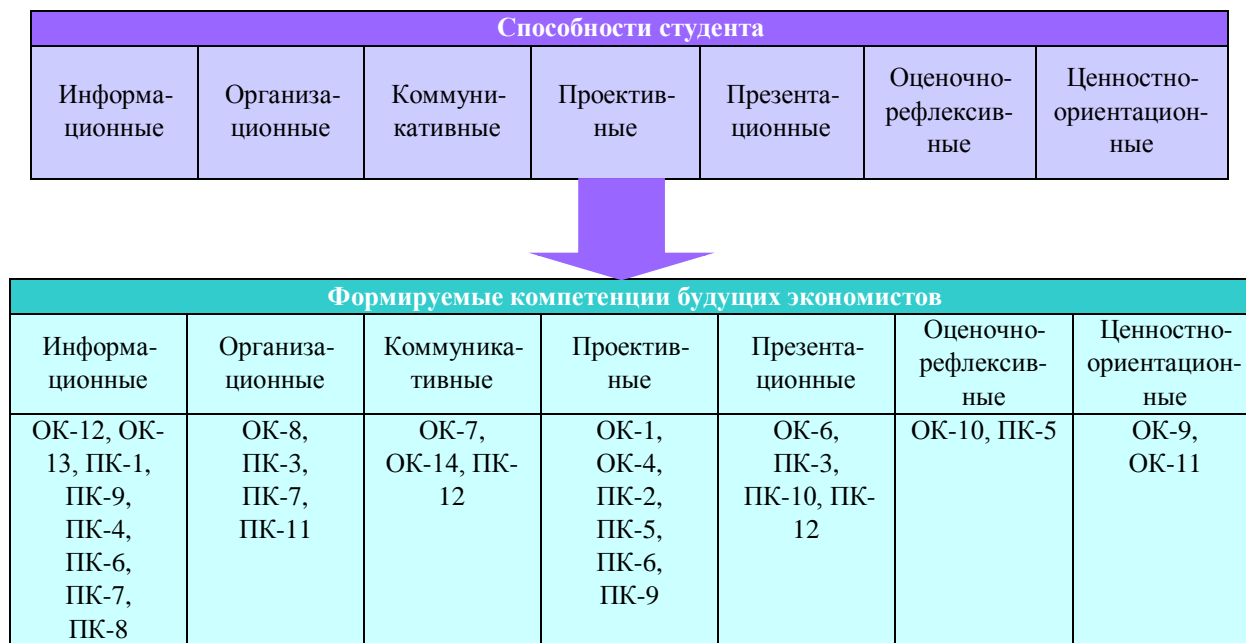 Способности студента
Информа-
ционные
Организа-
ционные
Коммуни-
кативные
Проектив-
ные
Презента-
ционные
Оценочно-
рефлексив-
ные
Ценностно-
ориентацион-
ные
Формируемые компетенции будущих экономистов
Информа-
ционные
Организа-
ционные
Коммуника-
тивные
Проектив-
ные
Презента-
ционные
Оценочно-
рефлексив-
ные
Ценностно-
ориентацион-
ные
ОК-12, ОК-
13, ПК-1,
ПК-9,
ПК-4,
ПК-6,
ПК-7,
ПК-8
ОК-8,
ПК-3,
ПК-7,
ПК-11
ОК-7,
ОК-14, ПК-
12
ОК-1,
ОК-4,
ПК-2,
ПК-5,
ПК-6,
ПК-9
ОК-6,
ПК-3,
ПК-10, ПК-
12
ОК-10, ПК-5
ОК-9,
ОК-11